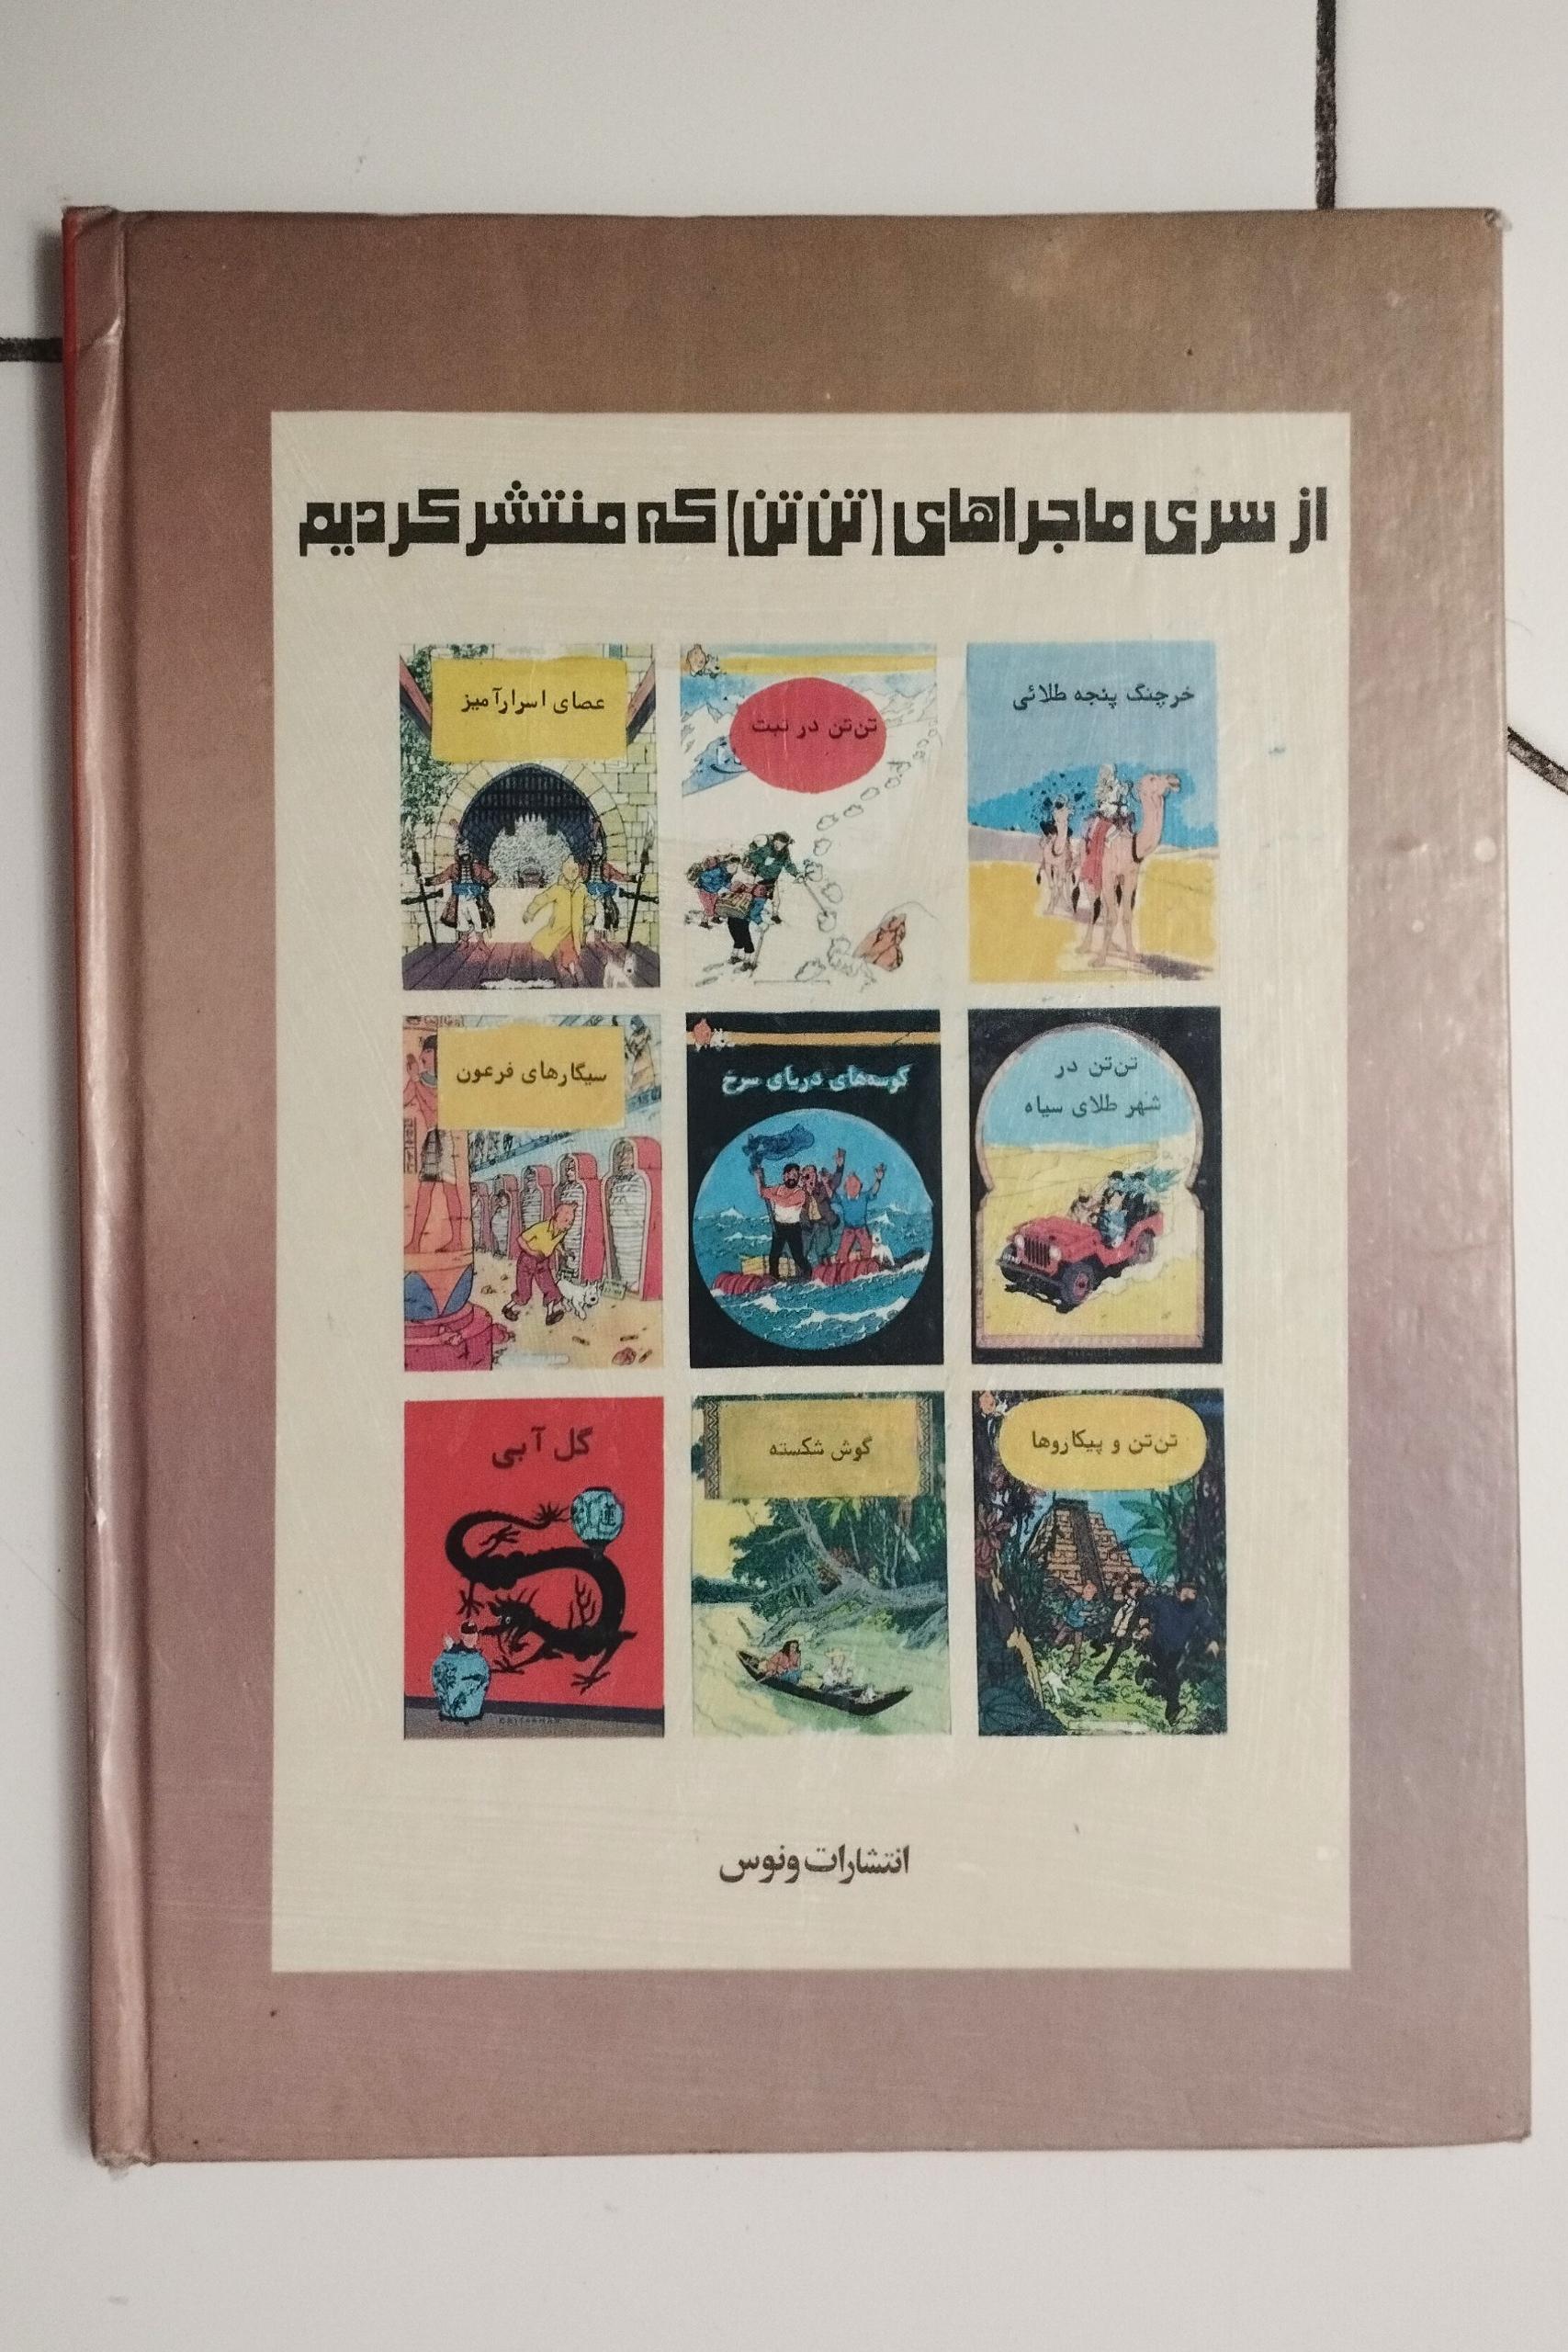 از سری ماجراهای (تن‌تن) که منتشر کردیم
خرچنگ پنجه طلائی
تن‌تن در تبت
عصای اسرارآمیز
تن‌تن در
شهر طلای سیاه
کوسه‌های دریای سرخ
سیگارهای فرعون
تن‌تن و پیکاروها
گوش شکسته
گل آبی
انتشارات ونوس